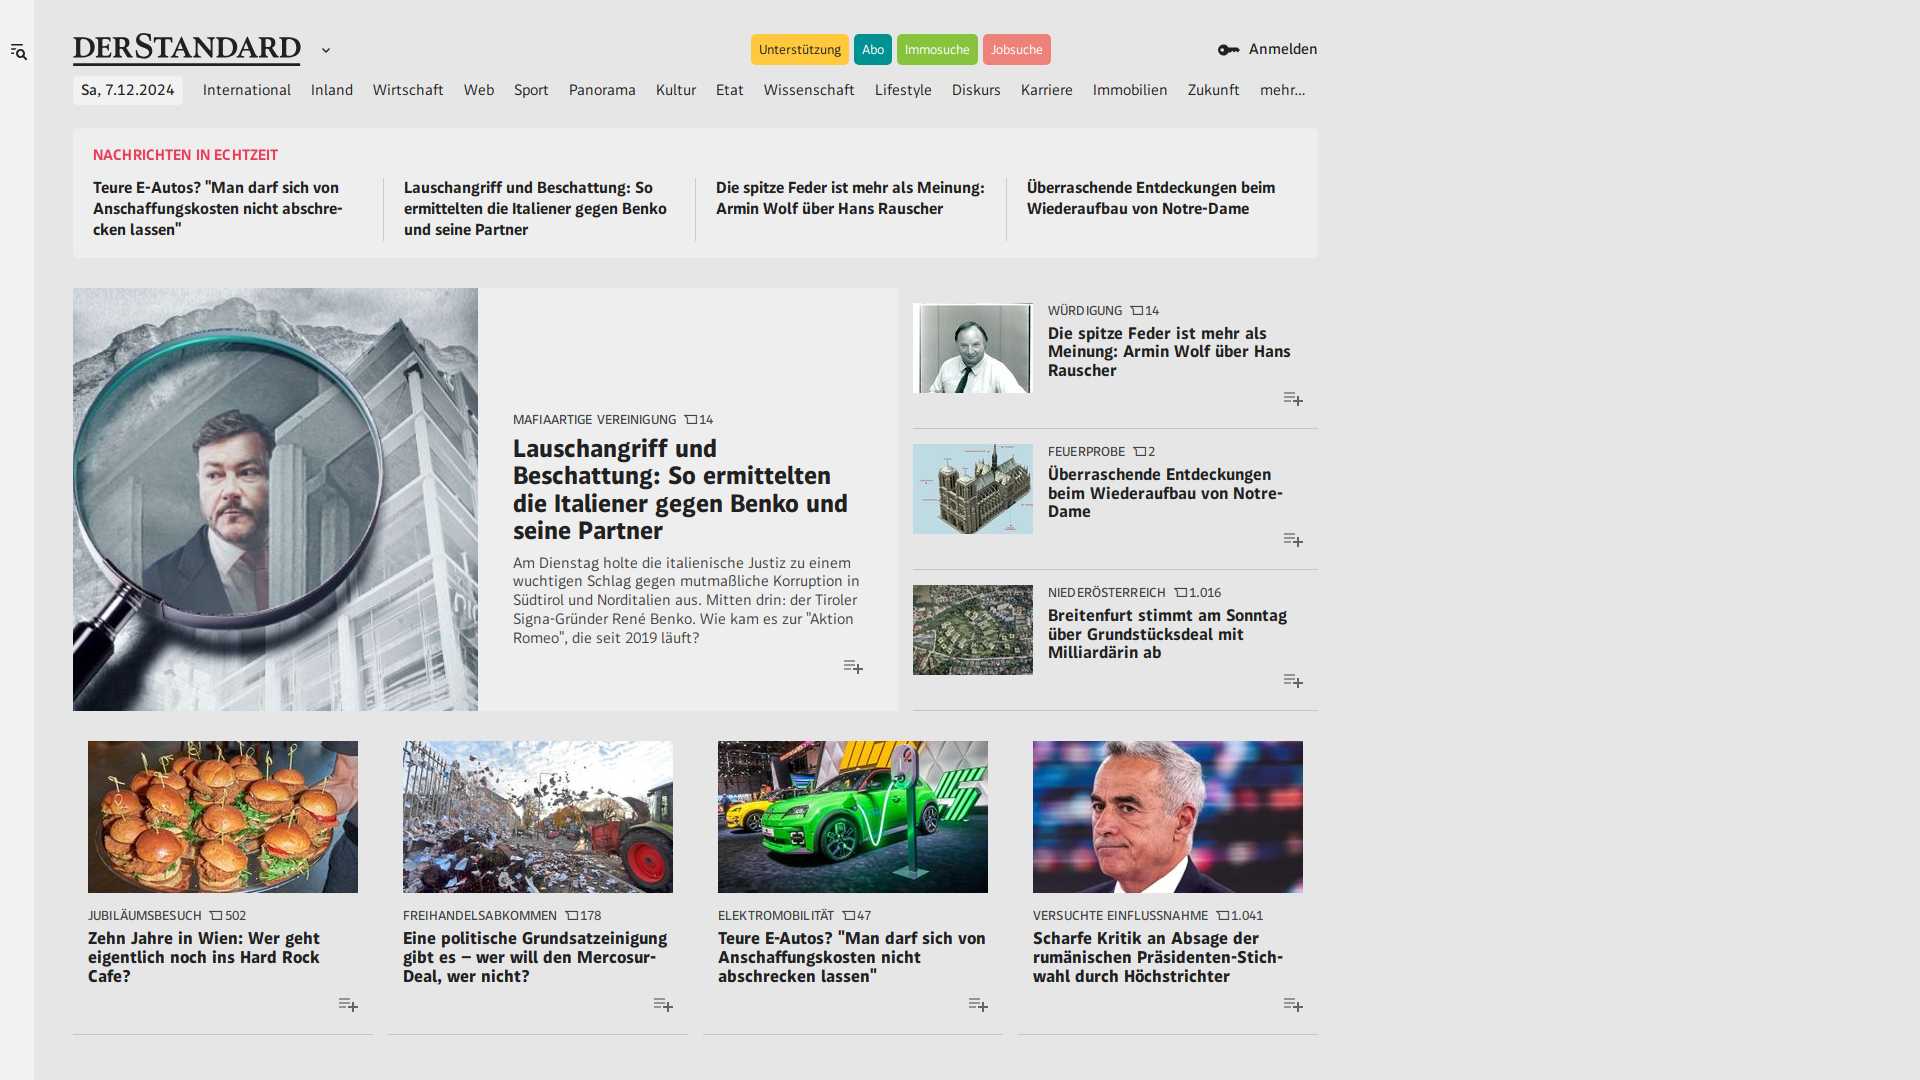 DERSTANDARD
Unterstützung
Abo
Immosuche
Jobsuche
Anmelden
Sa, 7.12.2024
International
Inland
Wirtschaft
Web
Sport
Panorama
Kultur
Etat
Wissenschaft
Lifestyle
Diskurs
Karriere
Immobilien
Zukunft
mehr...
NACHRICHTEN IN ECHTZEIT
Teure E-Autos? "Man darf sich von
Anschaffungskosten nicht abschre-
cken lassen"
Lauschangriff und Beschattung: So
ermittelten die Italiener gegen Benko
und seine Partner
Die spitze Feder ist mehr als Meinung:
Armin Wolf über Hans Rauscher
Überraschende Entdeckungen beim
Wiederaufbau von Notre-Dame
MAFIAARTIGE VEREINIGUNG 14
Lauschangriff und
Beschattung: So ermittelten
die Italiener gegen Benko und
seine Partner
Am Dienstag holte die italienische Justiz zu einem
wuchtigen Schlag gegen mutmaßliche Korruption in
Südtirol und Norditalien aus. Mitten drin: der Tiroler
Signa-Gründer René Benko. Wie kam es zur "Aktion
Romeo", die seit 2019 läuft?
WÜRDIGUNG 14
Die spitze Feder ist mehr als
Meinung: Armin Wolf über Hans
Rauscher
FEUERPROBE 2
Überraschende Entdeckungen
beim Wiederaufbau von Notre-
Dame
NIEDERÖSTERREICH 1.016
Breitenfurt stimmt am Sonntag
über Grundstücksdeal mit
Milliardärin ab
JUBILÄUMSBESUCH 502
Zehn Jahre in Wien: Wer geht
eigentlich noch ins Hard Rock
Cafe?
FREIHANDELSABKOMMEN 178
Eine politische Grundsatzeinigung
gibt es – wer will den Mercosur-
Deal, wer nicht?
ELEKTROMOBILITÄT 47
Teure E-Autos? "Man darf sich von
Anschaffungskosten nicht
abschrecken lassen"
VERSUCHTE EINFLUSSNAHME 1.041
Scharfe Kritik an Absage der
rumänischen Präsidenten-Stich-
wahl durch Höchstrichter